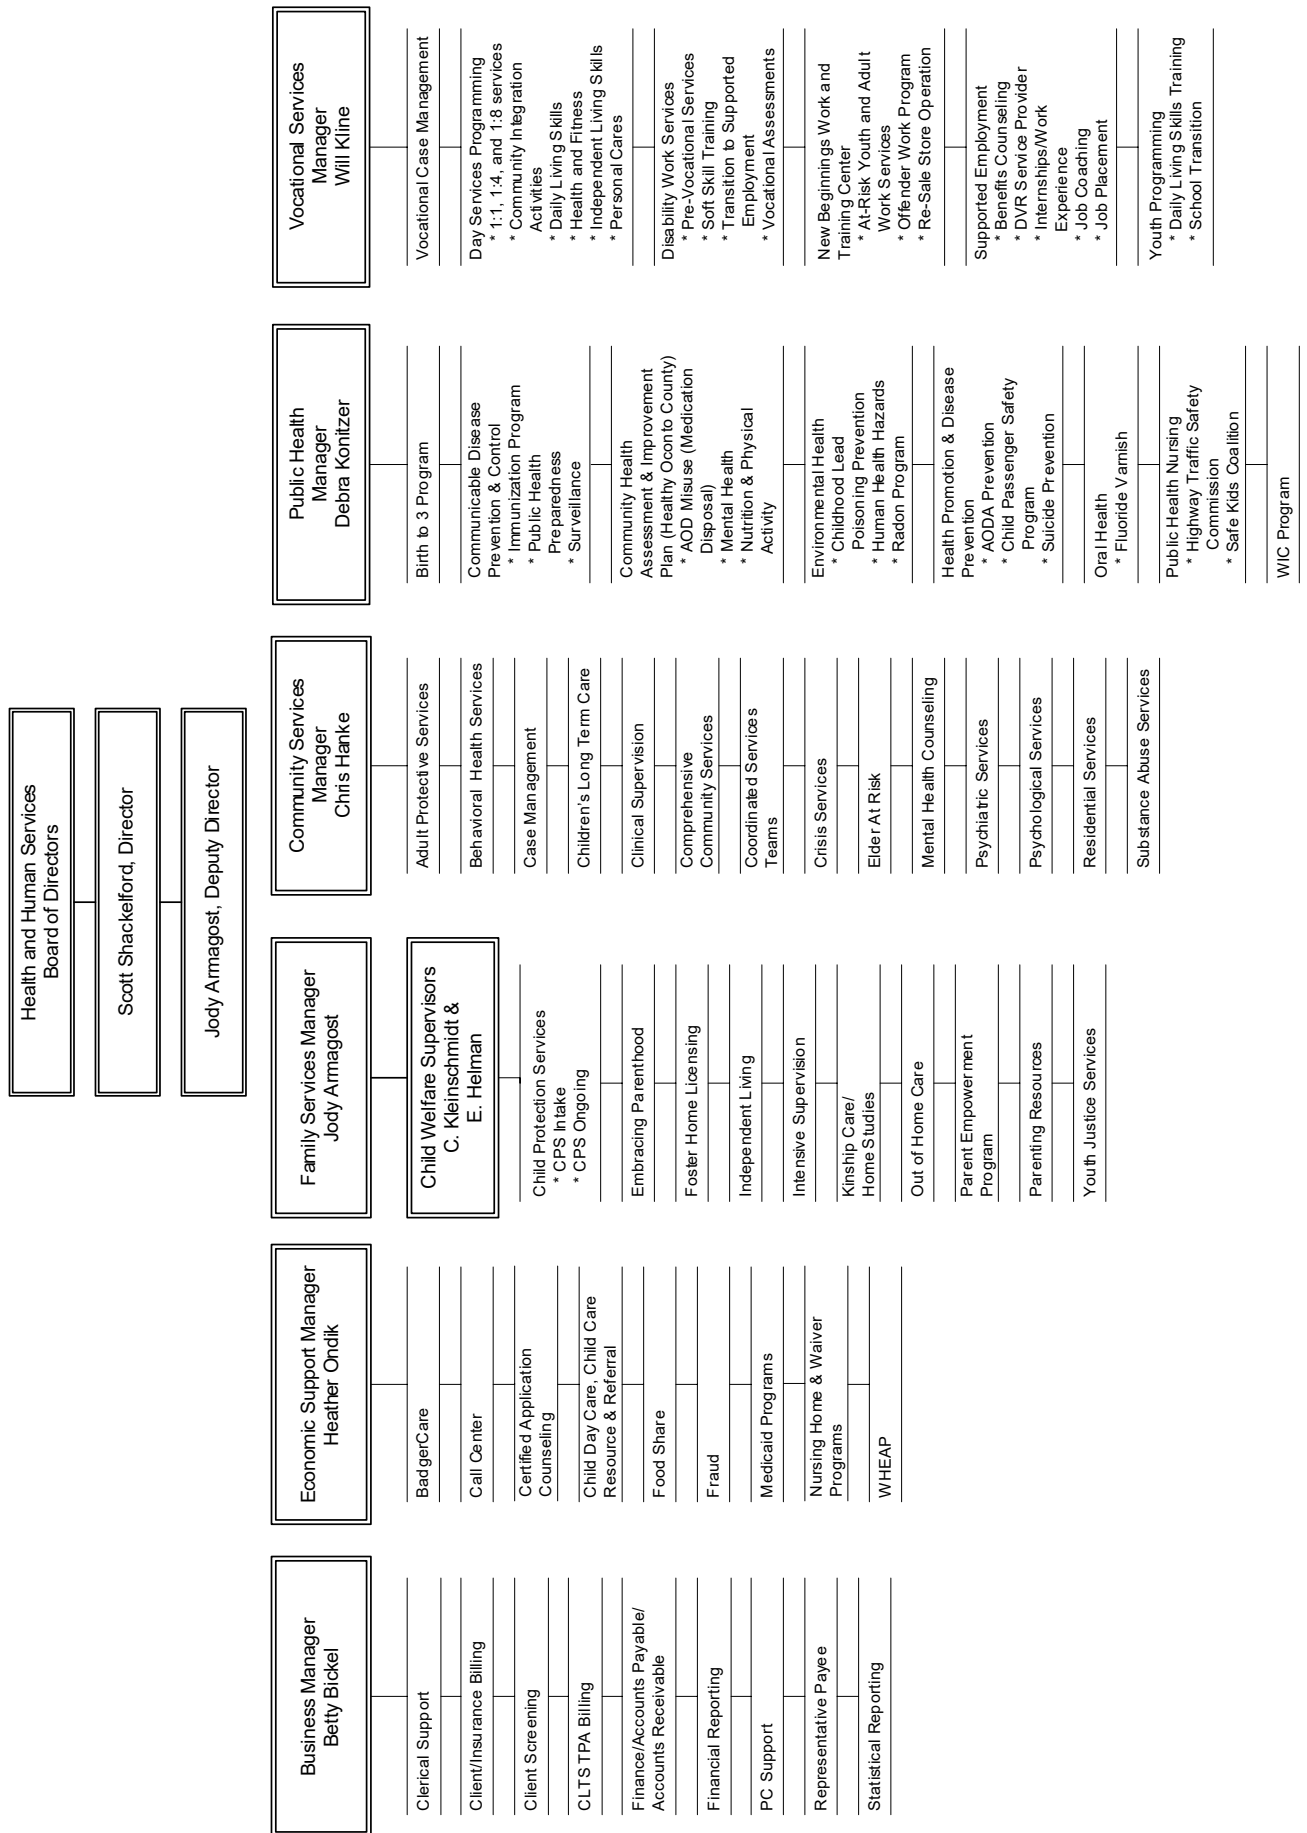 Health and Human Services
Board of Directors
Scott Shackelford, Director
Jody Armagost, Deputy Director
Business Manager
Betty Bickel
Clerical Support
Client/Insurance Billing
Client Screening
CLTS TPA Billing
Finance/Accounts Payable/
Accounts Receivable
Financial Reporting
PC Support
Representative Payee
Statistical Reporting
Economic Support Manager
Heather Ondik
BadgerCare
Call Center
Certified Application
Counseling
Child Day Care, Child Care
Resource & Referral
Food Share
Fraud
Medicaid Programs
Nursing Home & Waiver
Programs
WHEAP
Family Services Manager
Jody Armagost
Child Welfare Supervisors
C. Kleinschmidt &
E. Helman
Child Protection Services
* CPS Intake
* CPS Ongoing
Embracing Parenthood
Foster Home Licensing
Independent Living
Intensive Supervision
Kinship Care/
Home Studies
Out of Home Care
Parent Empowerment
Program
Parenting Resources
Youth Justice Services
Community Services
Manager
Chris Hanke
Adult Protective Services
Behavioral Health Services
Case Management
Children's Long Term Care
Clinical Supervision
Comprehensive
Community Services
Coordinated Services
Teams
Crisis Services
Elder At Risk
Mental Health Counseling
Psychiatric Services
Psychological Services
Residential Services
Substance Abuse Services
Public Health
Manager
Debra Konitzer
Birth to 3 Program
Communicable Disease
Prevention & Control
* Immunization Program
* Public Health
Preparedness
* Surveillance
Community Health
Assessment & Improvement
Plan (Healthy Oconto County)
* AOD Misuse (Medication
Disposal)
* Mental Health
* Nutrition & Physical
Activity
Environmental Health
* Childhood Lead
Poisoning Prevention
* Human Health Hazards
* Radon Program
Health Promotion & Disease
Prevention
* AODA Prevention
* Child Passenger Safety
Program
* Suicide Prevention
Oral Health
* Fluoride Varnish
Public Health Nursing
* Highway Traffic Safety
Commission
* Safe Kids Coalition
WIC Program
Vocational Services
Manager
Will Kline
Vocational Case Management
Day Services Programming
* 1:1, 1:4, and 1:8 services
* Community Integration
Activities
* Daily Living Skills
* Health and Fitness
* Independent Living Skills
* Personal Cares
Disability Work Services
* Pre-Vocational Services
* Soft Skill Training
* Transition to Supported
Employment
* Vocational Assessments
New Beginnings Work and
Training Center
* At-Risk Youth and Adult
Work Services
* Offender Work Program
* Re-Sale Store Operation
Supported Employment
* Benefits Counseling
* DVR Service Provider
* Internships/Work
Experience
* Job Coaching
* Job Placement
Youth Programming
* Daily Living Skills Training
* School Transition